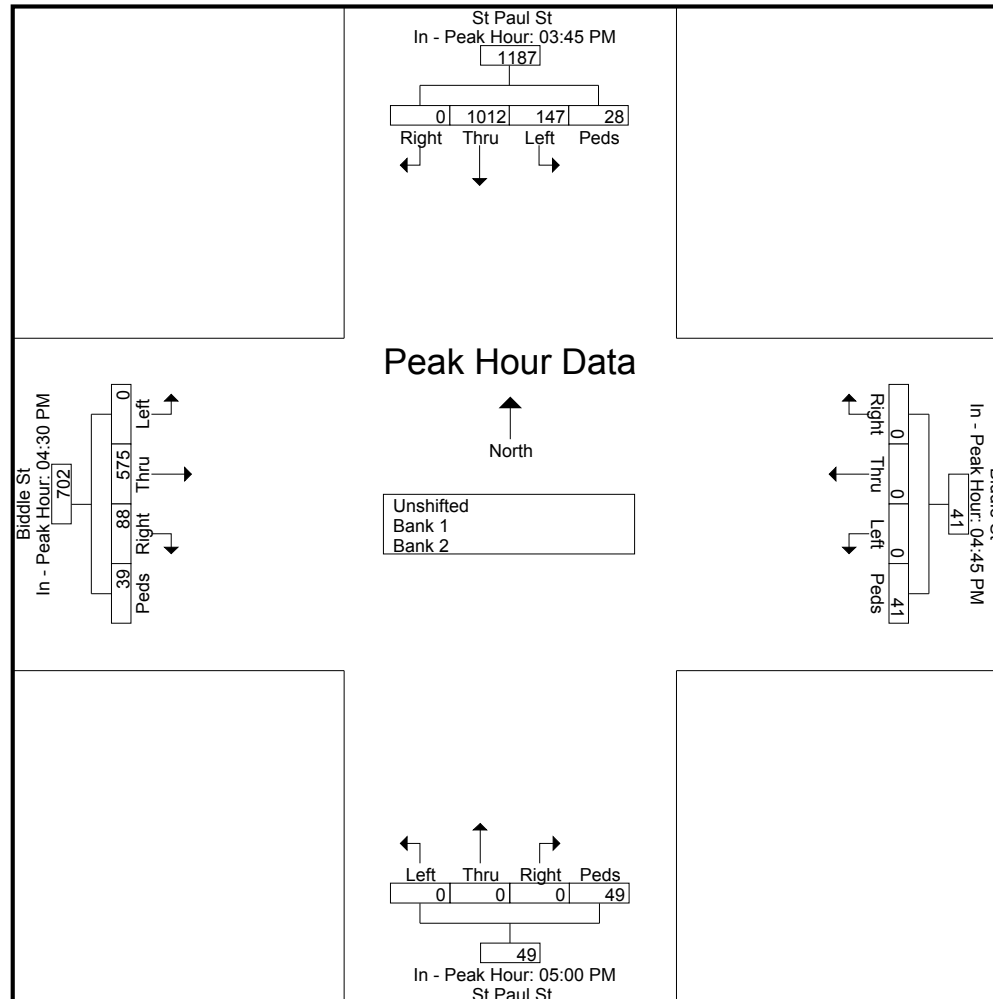 St Paul St
In - Peak Hour: 03:45 PM
1187
0 1012 147 28
Right Thru Left Peds
Peak Hour Data
North
Unshifted
Bank 1
Bank 2
Biddle St
In - Peak Hour: 04:30 PM
702
0 575 88 39
Left Thru Right Peds
In - Peak Hour: 04:45 PM
41
Right Thru Left Peds
0 0 0 41
Left Thru Right Peds
0 0 0 49
49
In - Peak Hour: 05:00 PM
St Paul St